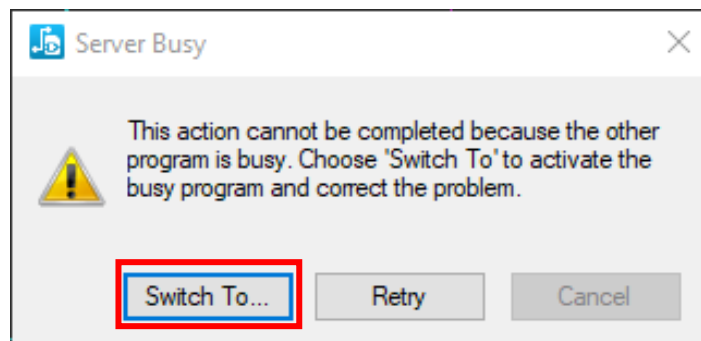 Server Busy
This action cannot be completed because the other
program is busy. Choose 'Switch To' to activate the
busy program and correct the problem.
Switch To...
Retry
Cancel